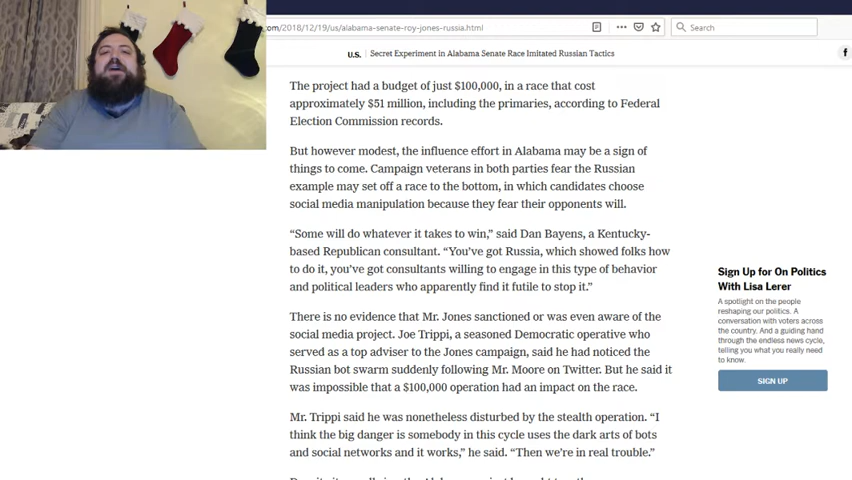 com/2018/12/19/us/alabama-senate-roy-jones-russia.html
Search
U.S. Secret Experiment in Alabama Senate Race Imitated Russian Tactics
The project had a budget of just $100,000, in a race that cost
approximately $51 million, including the primaries, according to Federal
Election Commission records.
But however modest, the influence effort in Alabama may be a sign of
things to come. Campaign veterans in both parties fear the Russian
example may set off a race to the bottom, in which candidates choose
social media manipulation because they fear their opponents will.
“Some will do whatever it takes to win,” said Dan Bayens, a Kentucky-
based Republican consultant. “You’ve got Russia, which showed folks how
to do it, you’ve got consultants willing to engage in this type of behavior
and political leaders who apparently find it futile to stop it.”
There is no evidence that Mr. Jones sanctioned or was even aware of the
social media project. Joe Trippi, a seasoned Democratic operative who
served as a top adviser to the Jones campaign, said he had noticed the
Russian bot swarm suddenly following Mr. Moore on Twitter. But he said it
was impossible that a $100,000 operation had an impact on the race.
Mr. Trippi said he was nonetheless disturbed by the stealth operation. “I
think the big danger is somebody in this cycle uses the dark arts of bots
and social networks and it works,” he said. “Then we’re in real trouble.”
Sign Up for On Politics
With Lisa Lerer
A spotlight on the people
reshaping our politics. A
conversation with voters across
the country. And a guiding hand
through the endless news cycle,
telling you what you really need
to know.
SIGN UP